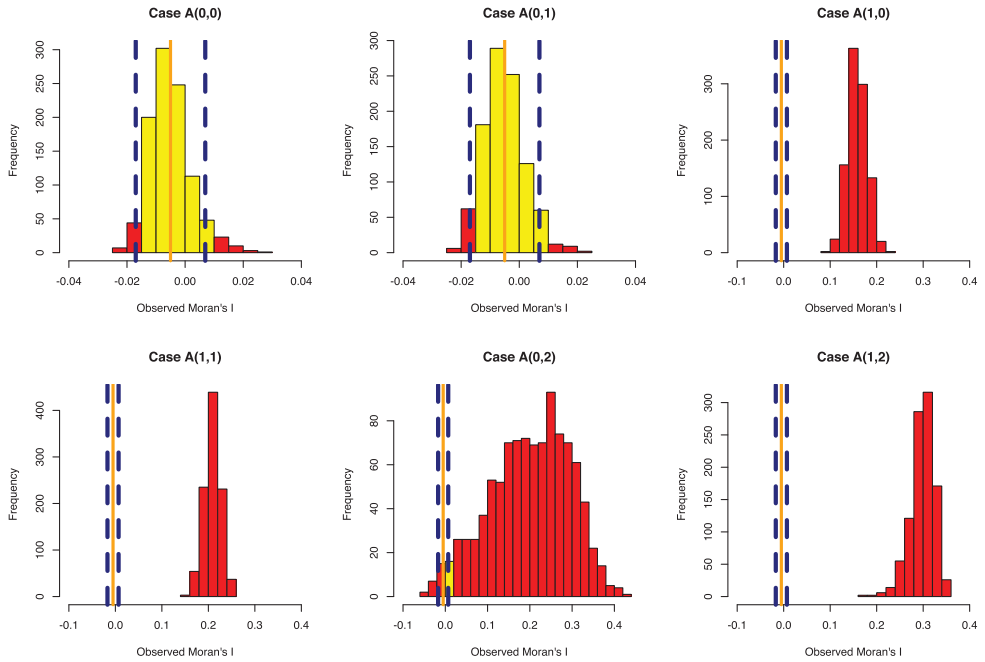 Case A(0,0)
Frequency
0 50 100 150 200 250 300
-0.04 -0.02 0.00 0.02 0.04
Observed Moran's I
Case A(0,1)
Frequency
0 50 100 150 200 250 300
-0.04 -0.02 0.00 0.02 0.04
Observed Moran's I
Case A(1,0)
Frequency
0 100 200 300
-0.1 0.0 0.1 0.2 0.3 0.4
Observed Moran's I
Case A(1,1)
Frequency
0 100 200 300 400
-0.1 0.0 0.1 0.2 0.3 0.4
Observed Moran's I
Case A(0,2)
Frequency
0 20 40 60 80
-0.1 0.0 0.1 0.2 0.3 0.4
Observed Moran's I
Case A(1,2)
Frequency
0 50 100 150 200 250 300
-0.1 0.0 0.1 0.2 0.3 0.4
Observed Moran's I